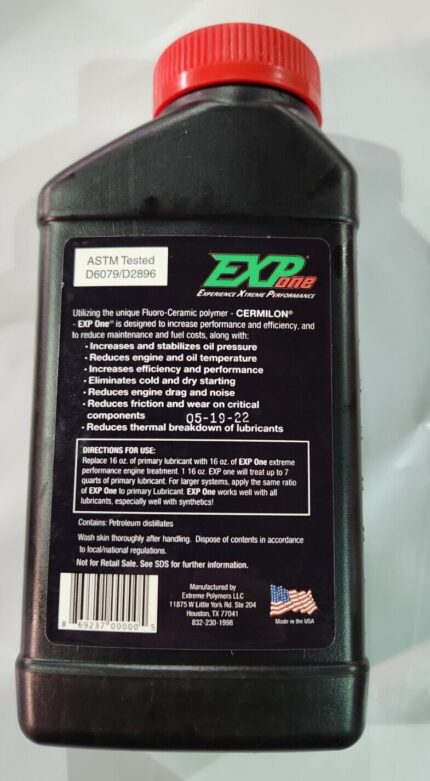 ASTM Tested
D6079/D2896
EXP one®
EXPERIENCE XTREME PERFORMANCE
Utilizing the unique Fluoro-Ceramic polymer - CERMILON®
- EXP One® is designed to increase performance and efficiency, and
to reduce maintenance and fuel costs, along with:
• Increases and stabilizes oil pressure
• Reduces engine and oil temperature
• Increases efficiency and performance
• Eliminates cold and dry starting
• Reduces engine drag and noise
• Reduces friction and wear on critical
components
05-19-22
• Reduces thermal breakdown of lubricants
DIRECTIONS FOR USE:
Replace 16 oz. of primary lubricant with 16 oz. of EXP One extreme
performance engine treatment. 1 16 oz. EXP one will treat up to 7
quarts of primary lubricant. For larger systems, apply the same ratio
of EXP One to primary Lubricant. EXP One works well with all
lubricants, especially well with synthetics!
Contains: Petroleum distillates
Wash skin thoroughly after handling. Dispose of contents in accordance
to local/national regulations.
Not for Retail Sale. See SDS for further information.
8 69237 00000 5
Manufactured by
Extreme Polymers LLC
11875 W Little York Rd. Ste 204
Houston, TX 77041
832-230-1998
Made in the USA